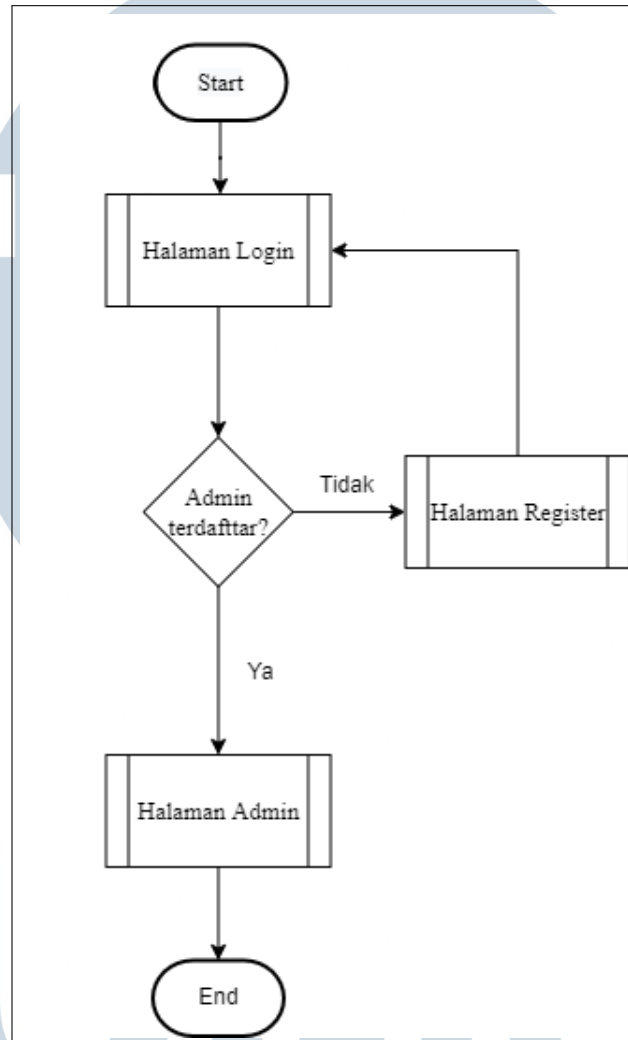 Start
Halaman Login
Admin
terdafttar?
Tidak
Halaman Register
Ya
Halaman Admin
End